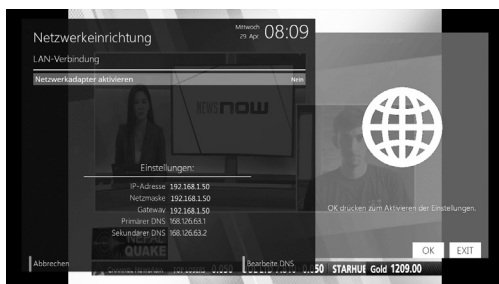 Netzwerkeinrichtung
Mittwoch
29. Apr. 08:09
LAN-Verbindung
Netzwerkadapter aktivieren Nein
NEWS now
Einstellungen:
IP-Adresse 192.168.1.50
Netzmaske 192.168.1.50
Gateway 192.168.1.50
Primärer DNS 168.126.63.1
Sekundärer DNS 168.126.63.2
OK drücken zum Aktivieren der Einstellungen.
NEPAL
QUAKE
OK EXIT
Abbrechen
Bearbeite DNS
50 STARHUE Gold 1209.00